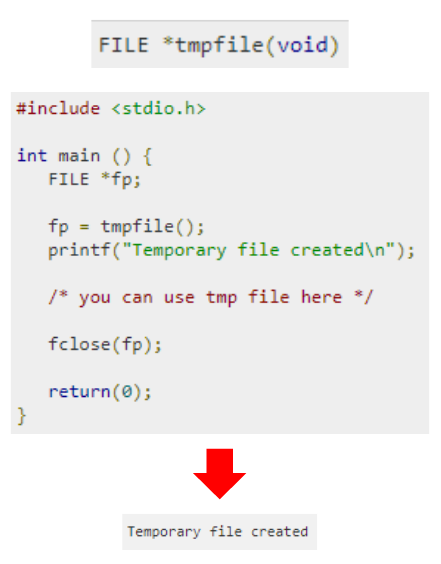 FILE *tmpfile(void)
#include <stdio.h>
int main () {
FILE *fp;
fp = tmpfile();
printf("Temporary file created\n");
/* you can use tmp file here */
fclose(fp);
return(0);
}
Temporary file created